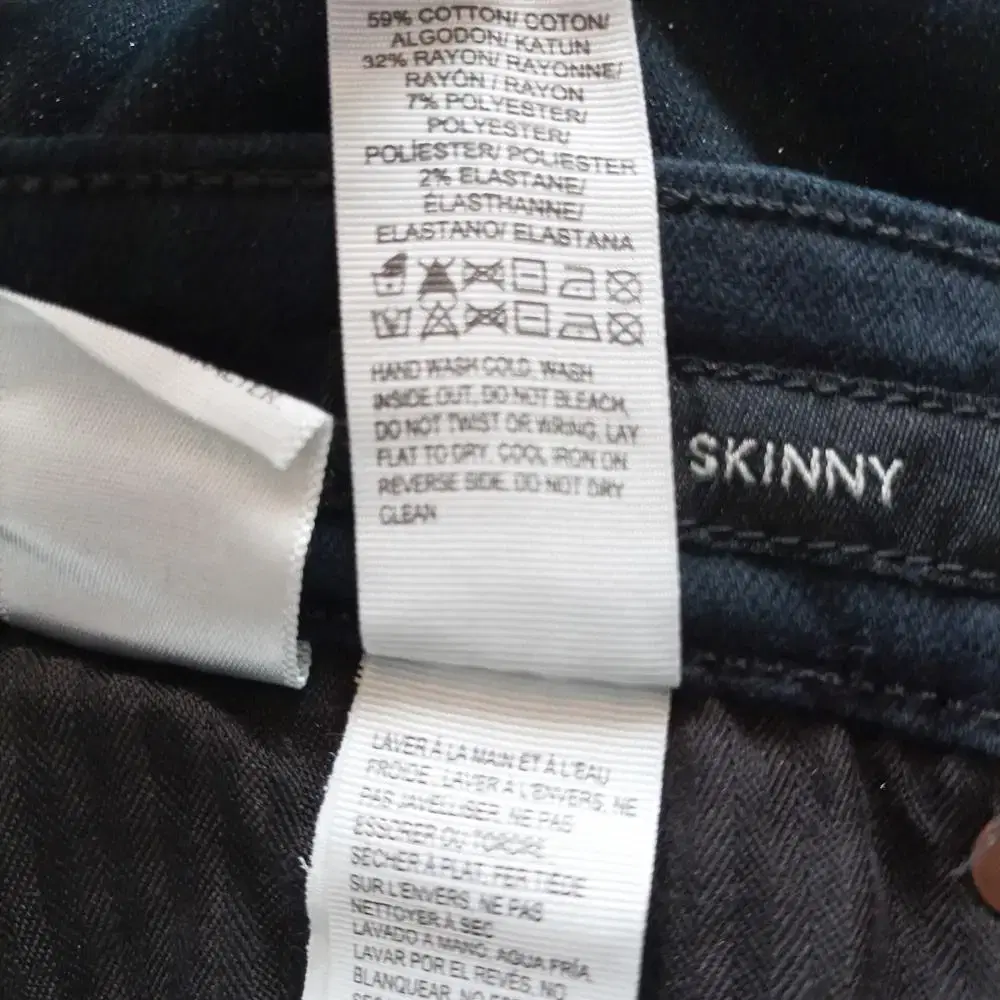 59% COTTON/ COTON/
ALGODON/ KATUN
32% RAYON/ RAYONNE/
RAYÓN / RAYON
7% POLYESTER/
POLYESTER/
POLÍESTER/ POLIESTER
2% ELASTANE/
ÉLASTHANNE/
ELASTANO/ ELASTANA
HAND WASH COLD, WASH
INSIDE OUT, DO NOT BLEACH,
DO NOT TWIST OR WRING, LAY
FLAT TO DRY, COOL IRON ON
REVERSE SIDE, DO NOT DRY
CLEAN
SKINNY
LAVER À LA MAIN ET À L'EAU
FROIDE, LAVER À L'ENVERS, NE
PAS JAVELLISER, NE PAS
ESSORER OU TORDRE,
SÉCHER À PLAT, FER TIÈDE
SUR L'ENVERS, NE PAS
NETTOYER À SEC
LAVADO A MANO, AGUA FRÍA,
LAVAR POR EL REVÉS, NO
BLANQUEAR, NO